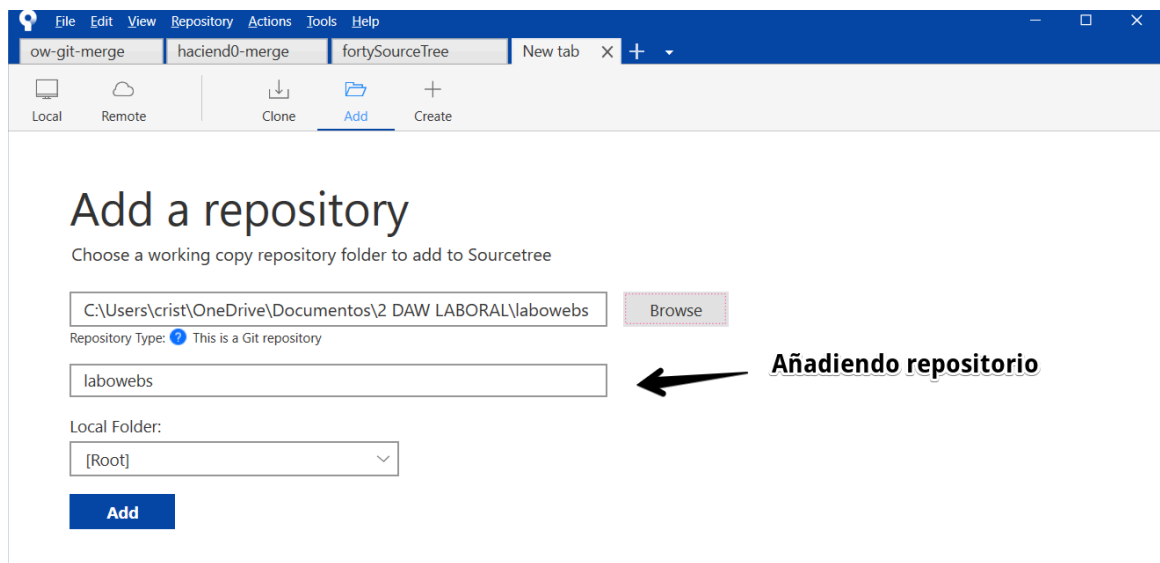 File Edit View Repository Actions Tools Help
ow-git-merge haciend0-merge fortySourceTree New tab
Local Remote Clone Add Create
Add a repository
Choose a working copy repository folder to add to Sourcetree
C:\Users\crist\OneDrive\Documentos\2 DAW LABORAL\labowebs Browse
Repository Type: ? This is a Git repository
labowebs
Añadiendo repositorio
Local Folder:
[Root]
Add